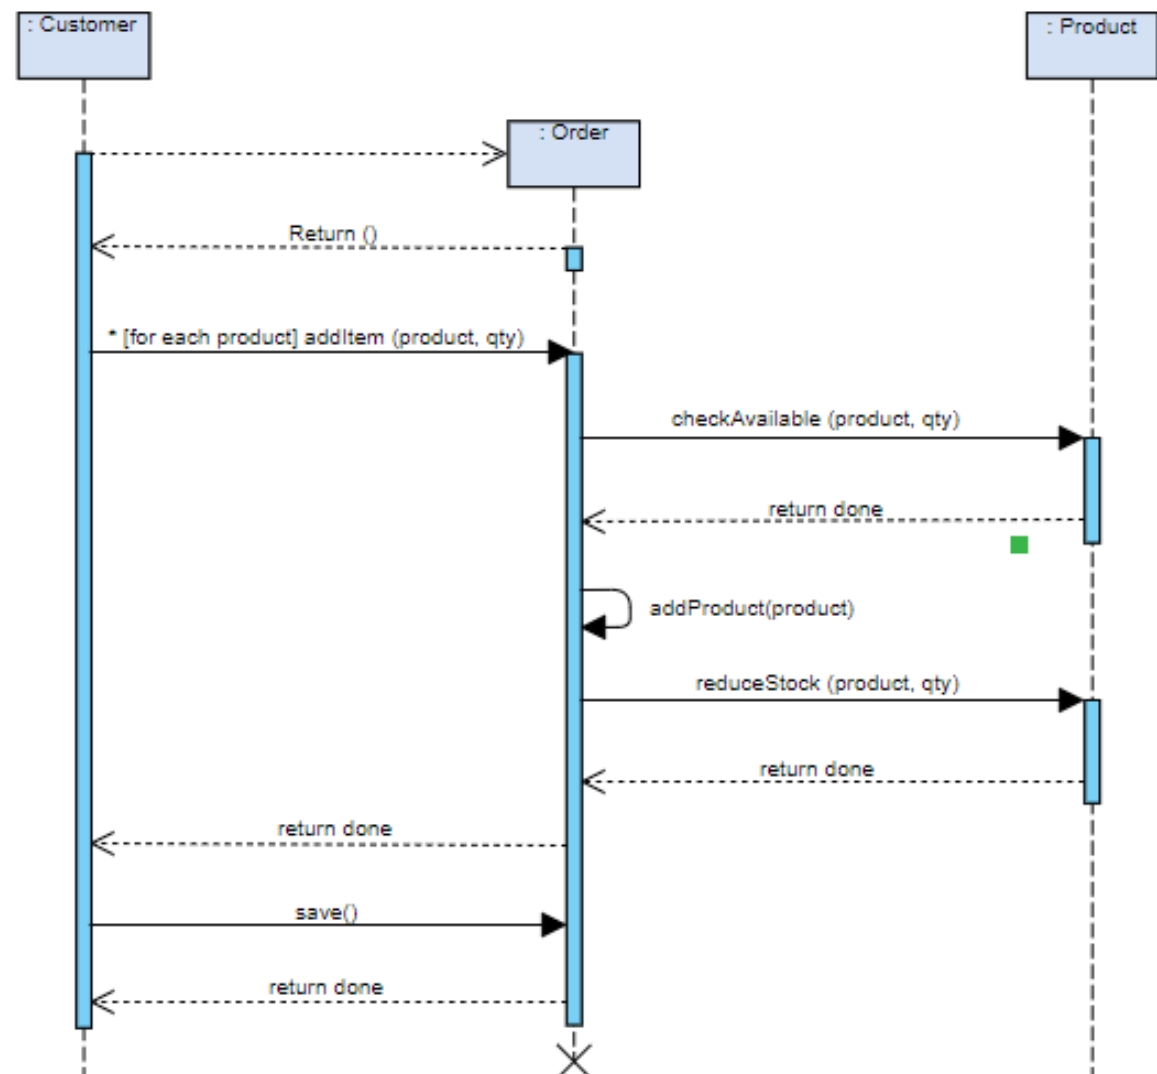 : Customer
: Product
: Order
Return ()
* [for each product] addItem (product, qty)
checkAvailable (product, qty)
return done
addProduct(product)
reduceStock (product, qty)
return done
return done
save()
return done